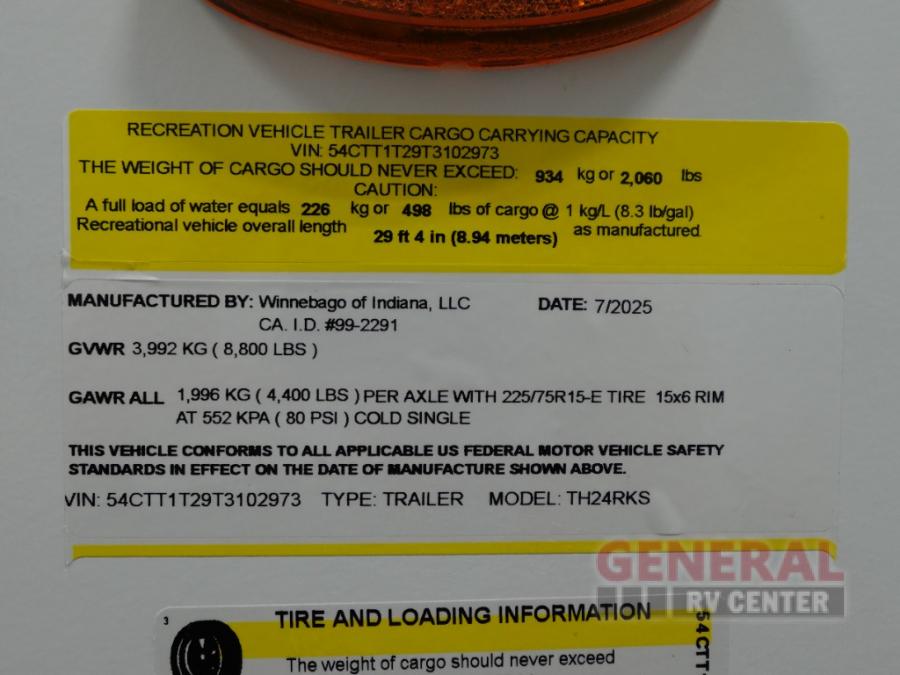 RECREATION VEHICLE TRAILER CARGO CARRYING CAPACITY
VIN: 54CTT1T29T3102973
THE WEIGHT OF CARGO SHOULD NEVER EXCEED: 934 kg or 2,060 lbs
CAUTION:
A full load of water equals 226 kg or 498 lbs of cargo @ 1 kg/L (8.3 lb/gal)
Recreational vehicle overall length 29 ft 4 in (8.94 meters) as manufactured.
MANUFACTURED BY: Winnebago of Indiana, LLC DATE: 7/2025
CA. I.D. #99-2291
GVWR 3,992 KG ( 8,800 LBS )
GAWR ALL 1,996 KG ( 4,400 LBS ) PER AXLE WITH 225/75R15-E TIRE 15x6 RIM
AT 552 KPA ( 80 PSI ) COLD SINGLE
THIS VEHICLE CONFORMS TO ALL APPLICABLE US FEDERAL MOTOR VEHICLE SAFETY
STANDARDS IN EFFECT ON THE DATE OF MANUFACTURE SHOWN ABOVE.
VIN: 54CTT1T29T3102973 TYPE: TRAILER MODEL: TH24RKS
GENERAL
RV CENTER
3
TIRE AND LOADING INFORMATION
The weight of cargo should never exceed
54CTT